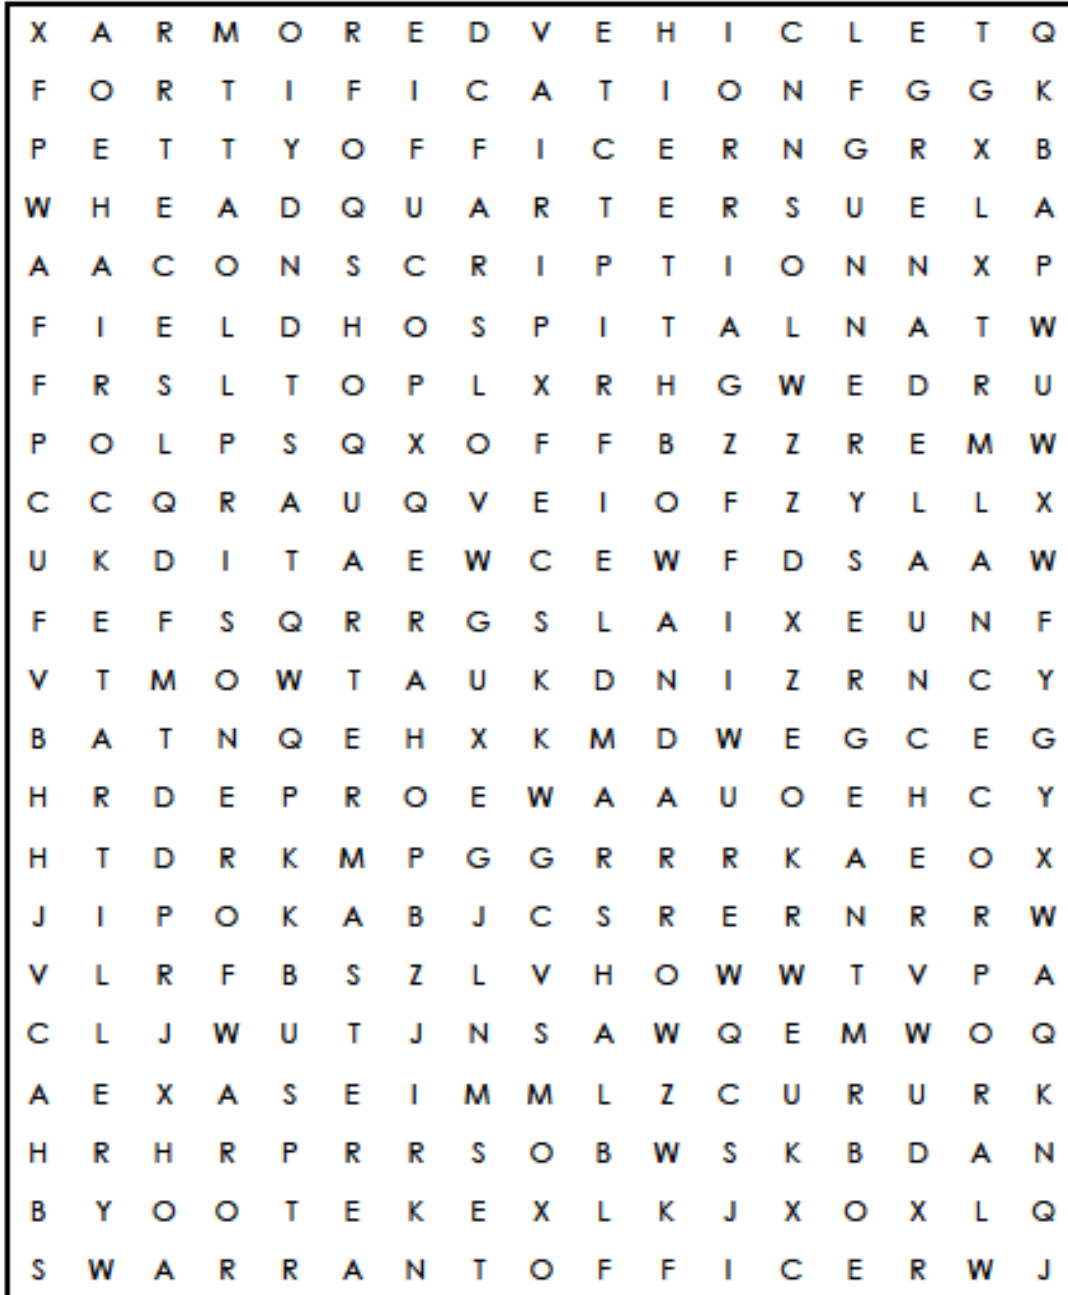 X A R M O R E D V E H I C L E T Q
F O R T I F I C A T I O N F G G K
P E T T Y O F F I C E R N G R X B
W H E A D Q U A R T E R S U E L A
A A C O N S C R I P T I O N N X P
F I E L D H O S P I T A L N A T W
F R S L T O P L X R H G W E D R U
P O L P S Q X O F F B Z Z R E M W
C C Q R A U Q V E I O F Z Y L L X
U K D I T A E W C E W F D S A A W
F E F S Q R R G S L A I X E U N F
V T M O W T A U K D N I Z R N C Y
B A T N Q E H X K M D W E G C E G
H R D E P R O E W A A U O E H C Y
H T D R K M P G G R R R K A E O X
J I P O K A B J C S R E R N R R W
V L R F B S Z L V H O W W T V P A
C L J W U T J N S A W Q E M W O Q
A E X A S E I M M L Z C U R U R K
H R H R P R R S O B W S K B D A N
B Y O O T E K E X L K J X O X L Q
S W A R R A N T O F F I C E R W J